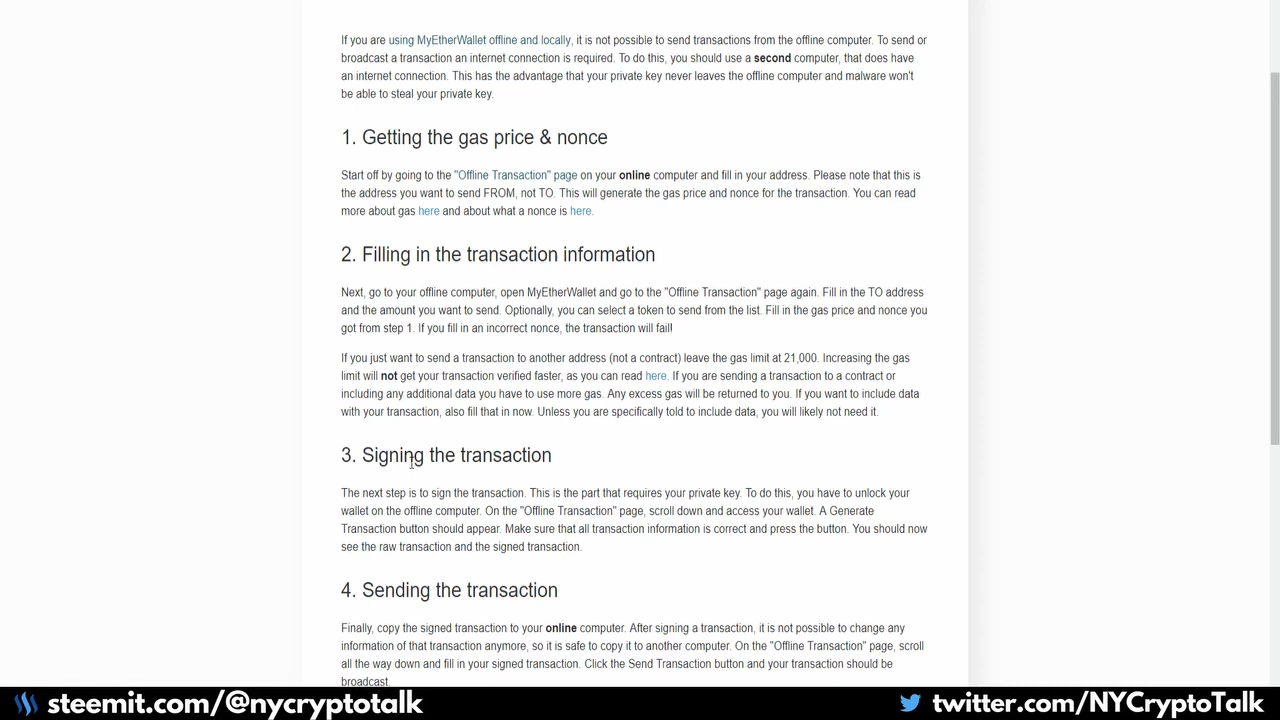 If you are using MyEtherWallet offline and locally, it is not possible to send transactions from the offline computer. To send or
broadcast a transaction an internet connection is required. To do this, you should use a second computer, that does have
an internet connection. This has the advantage that your private key never leaves the offline computer and malware won't
be able to steal your private key.
1. Getting the gas price & nonce
Start off by going to the "Offline Transaction" page on your online computer and fill in your address. Please note that this is
the address you want to send FROM, not TO. This will generate the gas price and nonce for the transaction. You can read
more about gas here and about what a nonce is here.
2. Filling in the transaction information
Next, go to your offline computer, open MyEtherWallet and go to the "Offline Transaction" page again. Fill in the TO address
and the amount you want to send. Optionally, you can select a token to send from the list. Fill in the gas price and nonce you
got from step 1. If you fill in an incorrect nonce, the transaction will fail!
If you just want to send a transaction to another address (not a contract) leave the gas limit at 21,000. Increasing the gas
limit will not get your transaction verified faster, as you can read here. If you are sending a transaction to a contract or
including any additional data you have to use more gas. Any excess gas will be returned to you. If you want to include data
with your transaction, also fill that in now. Unless you are specifically told to include data, you will likely not need it.
3. Signing the transaction
The next step is to sign the transaction. This is the part that requires your private key. To do this, you have to unlock your
wallet on the offline computer. On the "Offline Transaction" page, scroll down and access your wallet. A Generate
Transaction button should appear. Make sure that all transaction information is correct and press the button. You should now
see the raw transaction and the signed transaction.
4. Sending the transaction
Finally, copy the signed transaction to your online computer. After signing a transaction, it is not possible to change any
information of that transaction anymore, so it is safe to copy it to another computer. On the "Offline Transaction" page, scroll
all the way down and fill in your signed transaction. Click the Send Transaction button and your transaction should be
broadcast.
steemit.com/@nycryptotalk
twitter.com/NYCryptoTalk